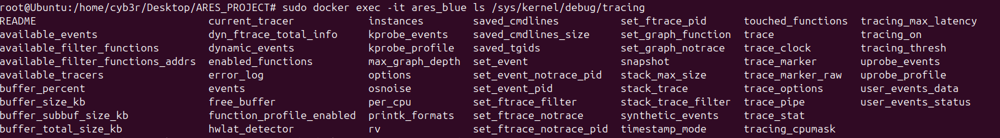 root@Ubuntu:/home/cyb3r/Desktop/ARES_PROJECT# sudo docker exec -it ares_blue ls /sys/kernel/debug/tracing
README current_tracer instances saved_cmdlines set_ftrace_pid touched_functions tracing_max_latency
available_events dyn_ftrace_total_info kprobe_events saved_cmdlines_size set_graph_function trace tracing_on
available_filter_functions dynamic_events kprobe_profile saved_tgids set_graph_notrace trace_clock tracing_thresh
available_filter_functions_addrs enabled_functions max_graph_depth set_event snapshot trace_marker uprobe_events
available_tracers error_log options set_event_notrace_pid stack_max_size trace_marker_raw uprobe_profile
buffer_percent events osnoise set_event_pid stack_trace trace_options user_events_data
buffer_size_kb free_buffer per_cpu set_ftrace_filter stack_trace_filter trace_pipe user_events_status
buffer_subbuf_size_kb function_profile_enabled printk_formats set_ftrace_notrace synthetic_events trace_stat
buffer_total_size_kb hwlat_detector rv set_ftrace_notrace_pid timestamp_mode tracing_cpumask